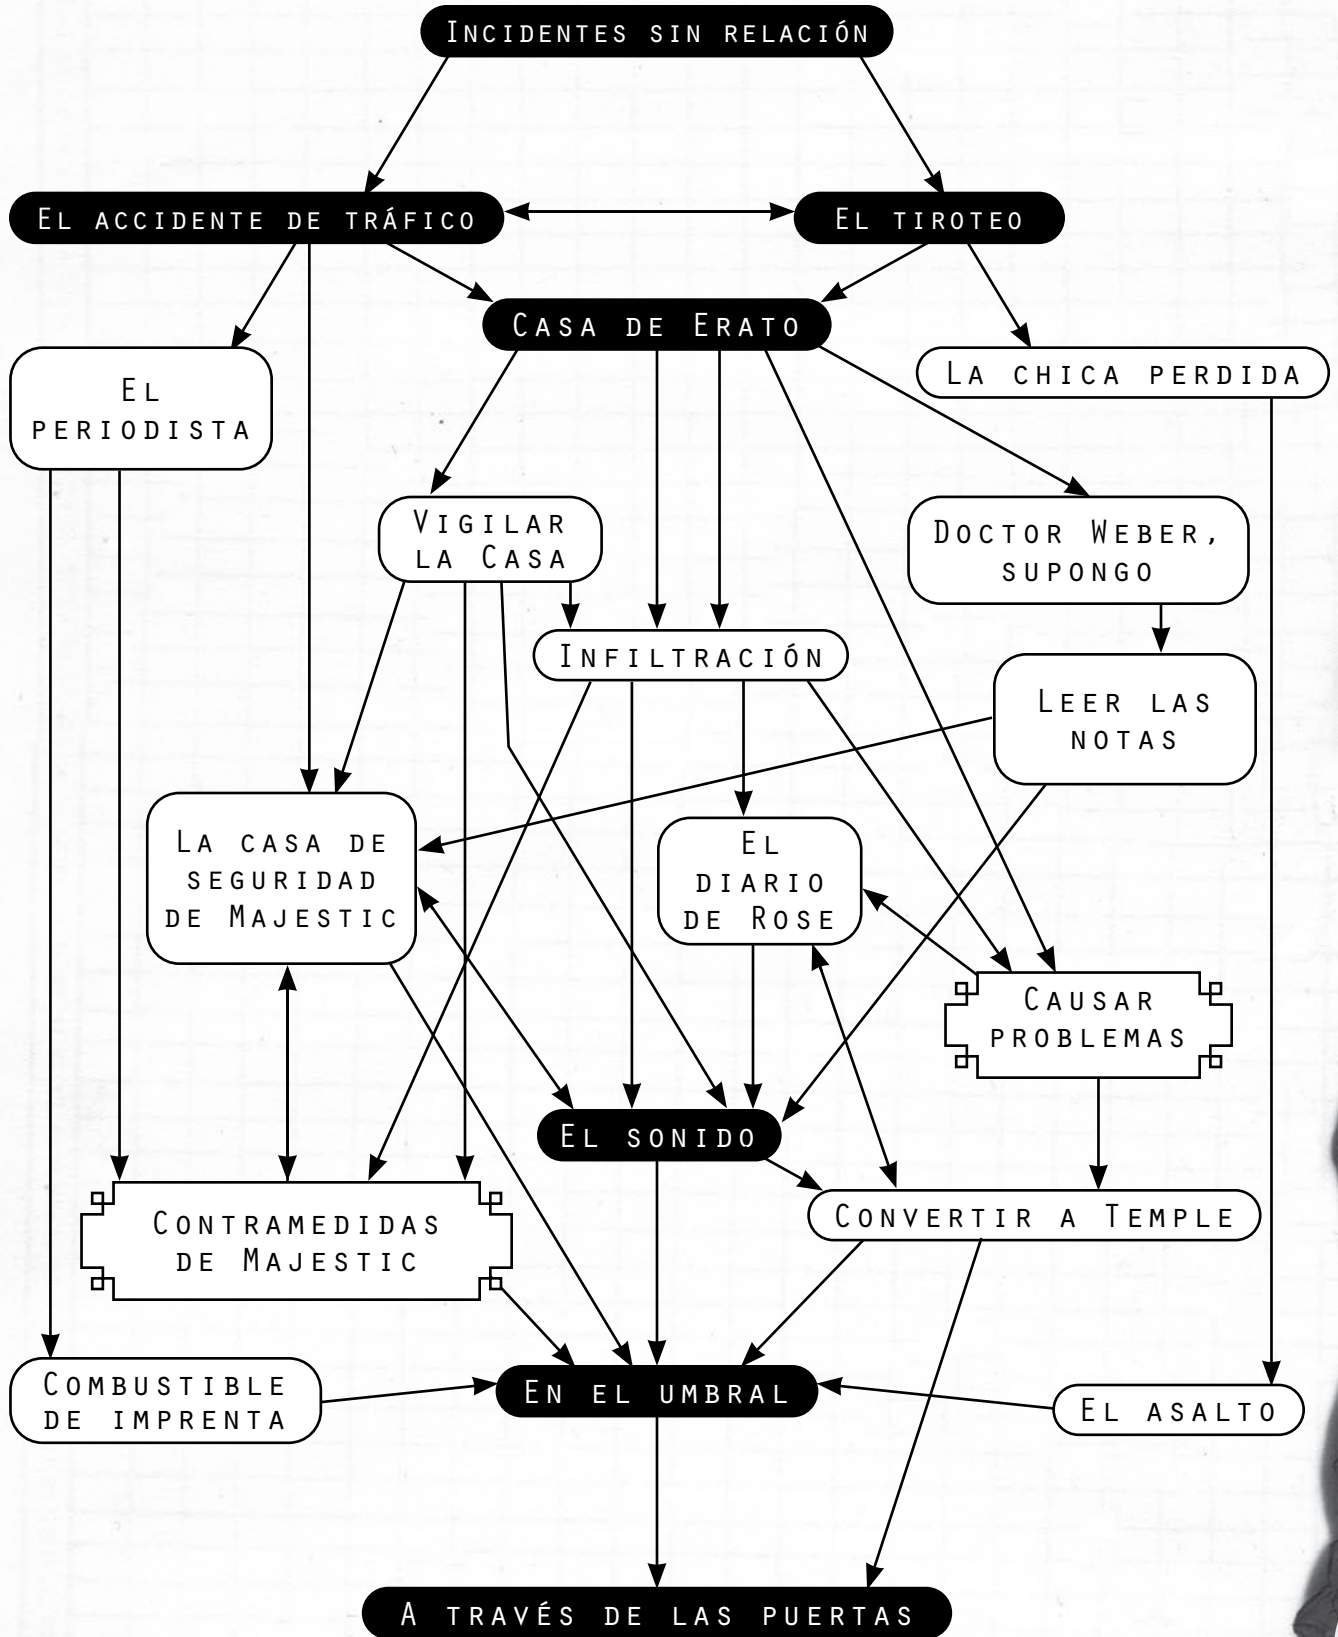 Incidentes sin relación
El accidente de tráfico
El tiroteo
Casa de Erato
El
periodista
La chica perdida
Vigilar
la Casa
Doctor Weber,
supongo
Infiltración
Leer las
notas
La casa de
seguridad
de Majestic
El
diario
de Rose
Causar
problemas
El sonido
Contramedidas
de Majestic
Convertir a Temple
Combustible
de imprenta
En el umbral
El asalto
A través de las puertas